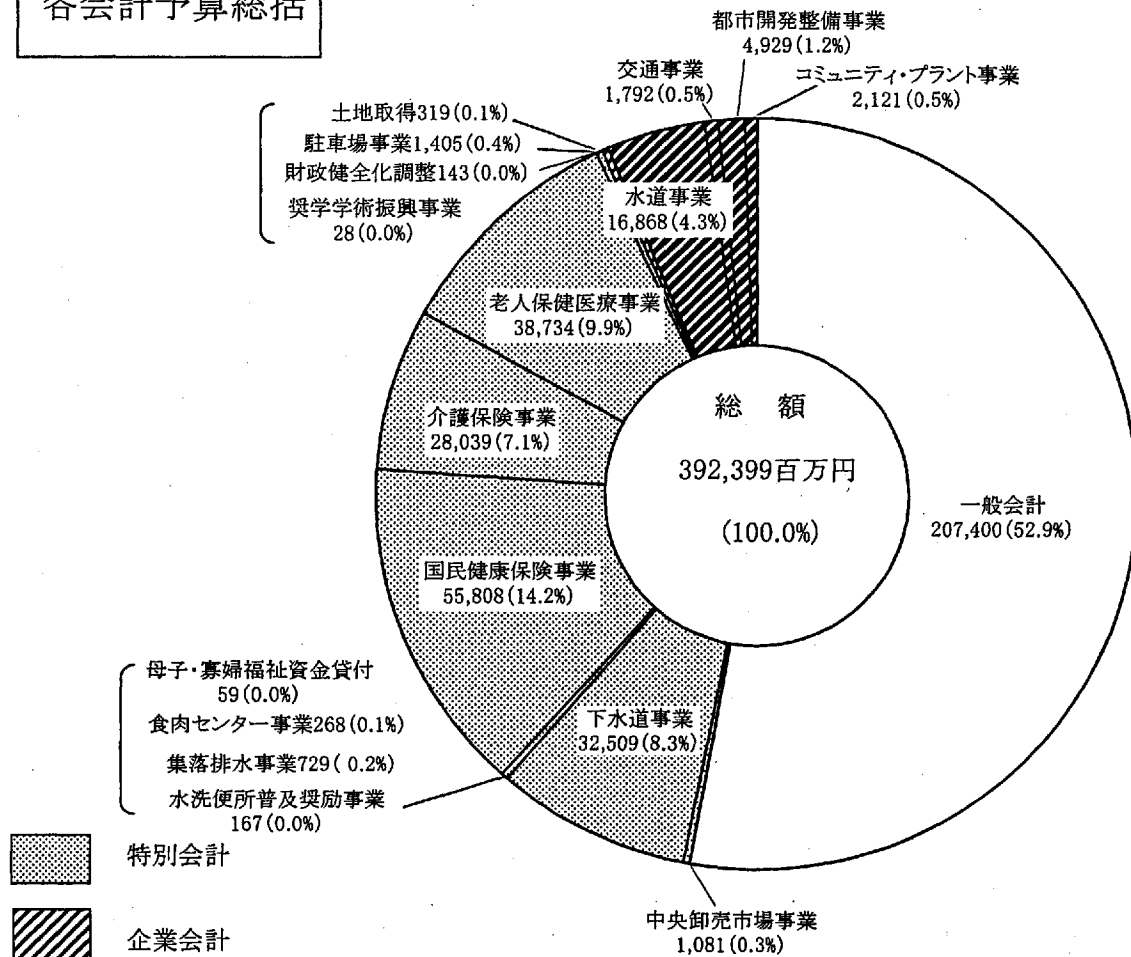 各会計予算総括
都市開発整備事業
4,929(1.2%)
交通事業
1,792(0.5%)
コミュニティ・プラント事業
2,121(0.5%)
土地取得319(0.1%)
駐車場事業1,405(0.4%)
財政健全化調整143(0.0%)
奨学学術振興事業
28(0.0%)
水道事業
16,868(4.3%)
老人保健医療事業
38,734(9.9%)
介護保険事業
28,039(7.1%)
総 額
392,399百万円
(100.0%)
一般会計
207,400(52.9%)
国民健康保険事業
55,808(14.2%)
母子・寡婦福祉資金貸付
59(0.0%)
食肉センター事業268(0.1%)
集落排水事業729( 0.2%)
水洗便所普及奨励事業
167(0.0%)
下水道事業
32,509(8.3%)
中央卸売市場事業
1,081(0.3%)
特別会計
企業会計